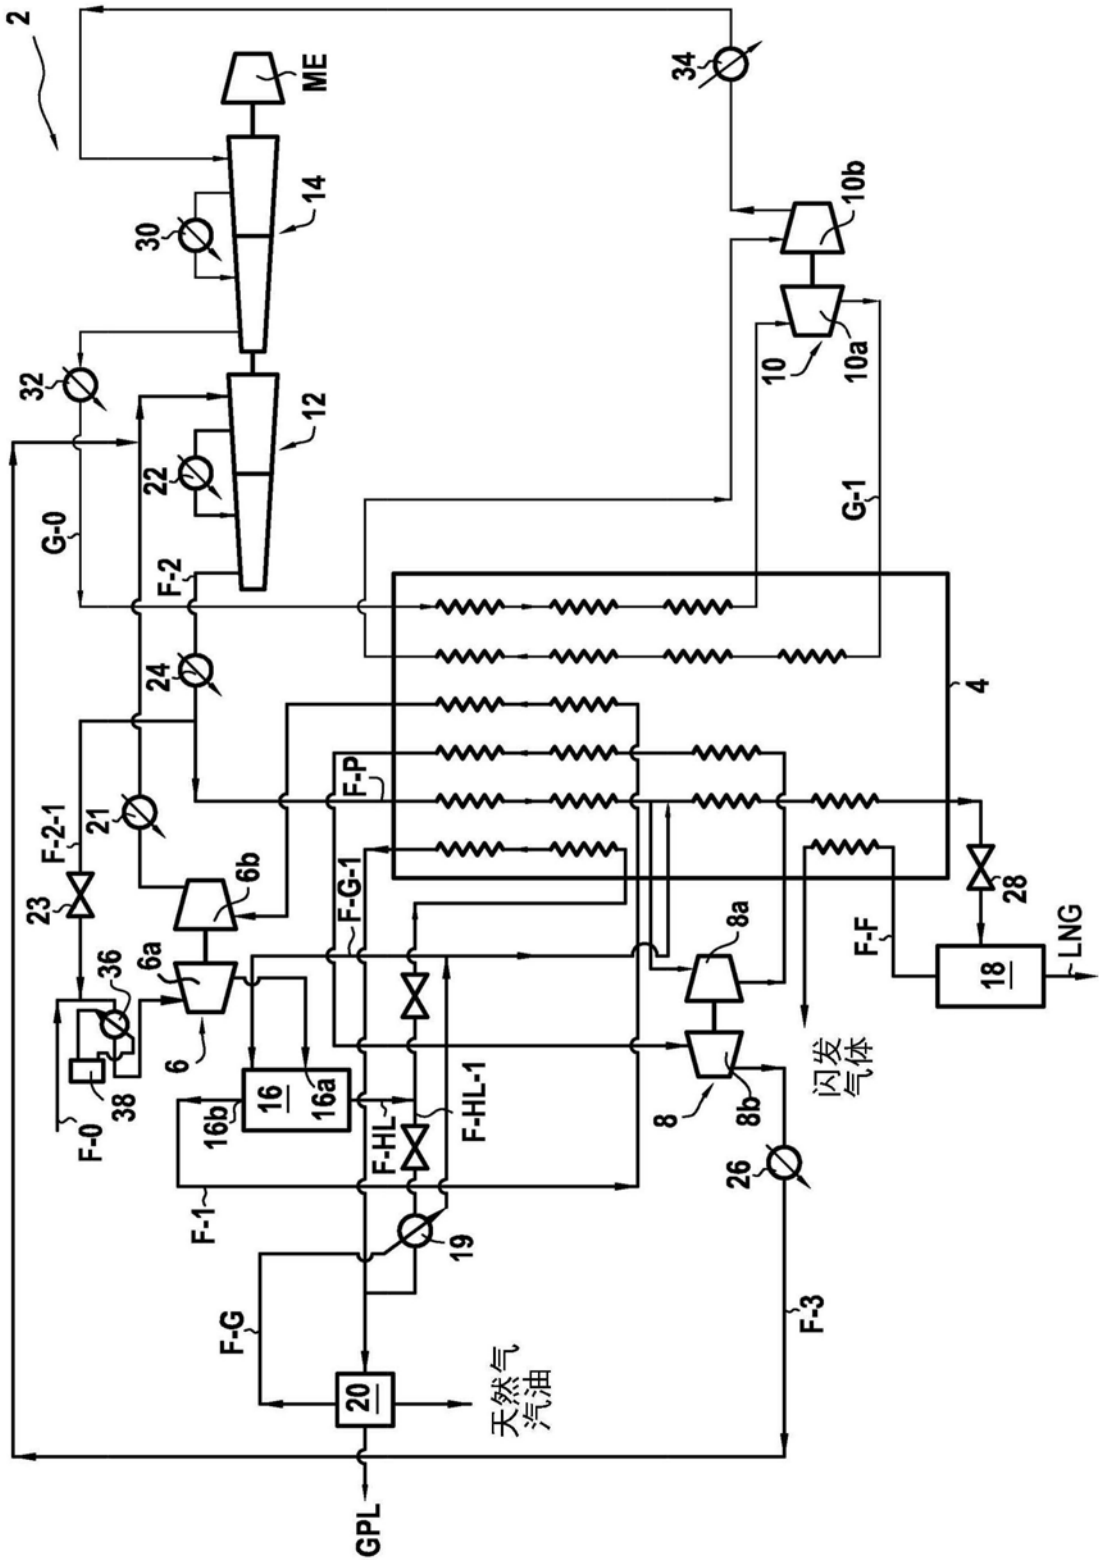 2
23
32
F-2-1
G-0
F-0
38
36
21
24
F-2
22
30
6
6a
F-1
16b
F-G
6b
16
16a
12
14
ME
F-G-1
F-P
GPL
20
F-HL
19
F-HL-1
天然气
汽油
8
34
26
8b
8a
10
F-3
闪发
气体
G-1
10a
10b
F-F
4
18
28
LNG